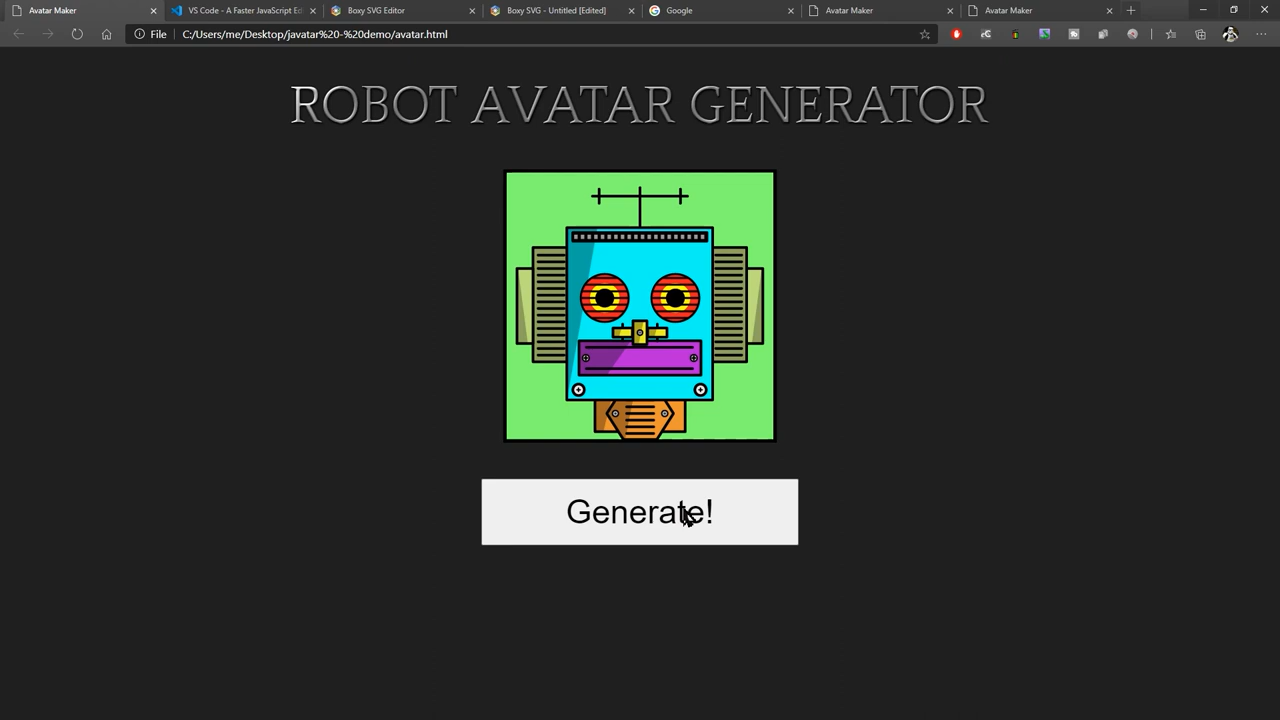 Avatar Maker
VS Code - A Faster JavaScript Ed
Boxy SVG Editor
Boxy SVG - Untitled [Edited]
Google
Avatar Maker
Avatar Maker
File
C:/Users/me/Desktop/javatar%20-%20demo/avatar.html
ROBOT AVATAR GENERATOR
Generate!